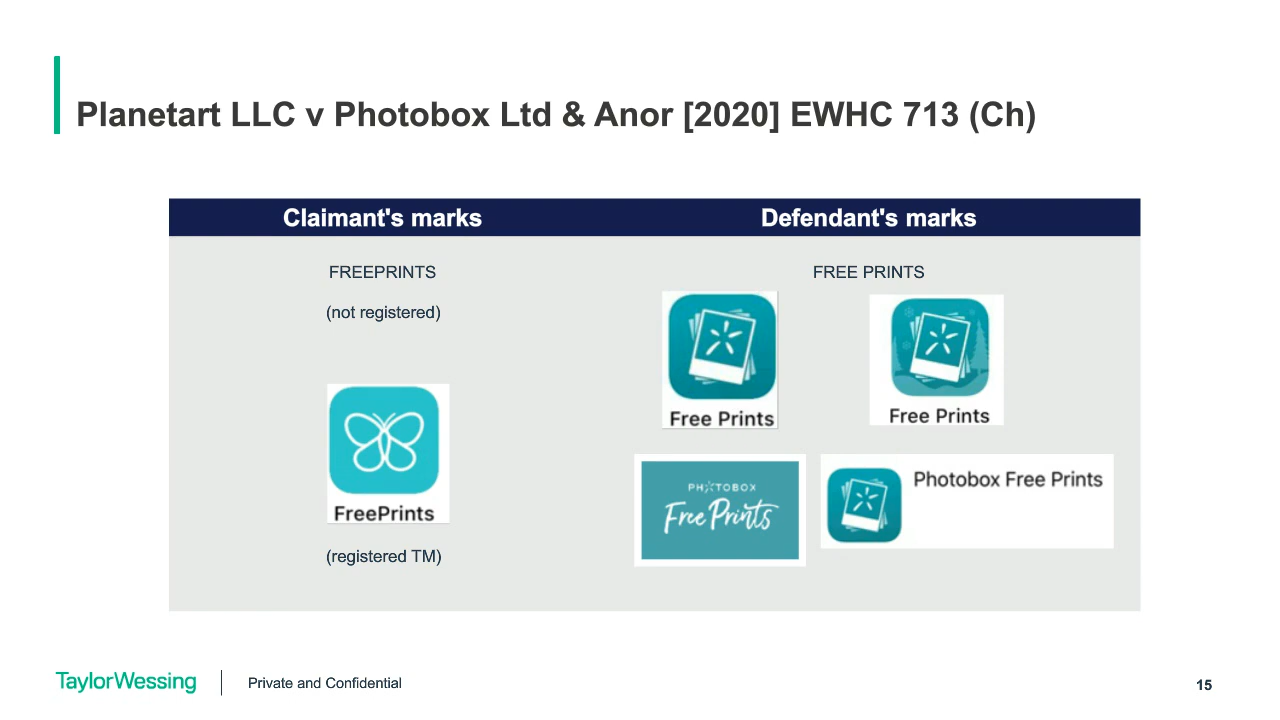 Planetart LLC v Photobox Ltd & Anor [2020] EWHC 713 (Ch)
Claimant's marks
Defendant's marks
FREEPRINTS
(not registered)
FreePrints
(registered TM)
FREE PRINTS
Free Prints
Free Prints
PHOTOBOX
Free Prints
Photobox Free Prints
TaylorWessing
Private and Confidential
15